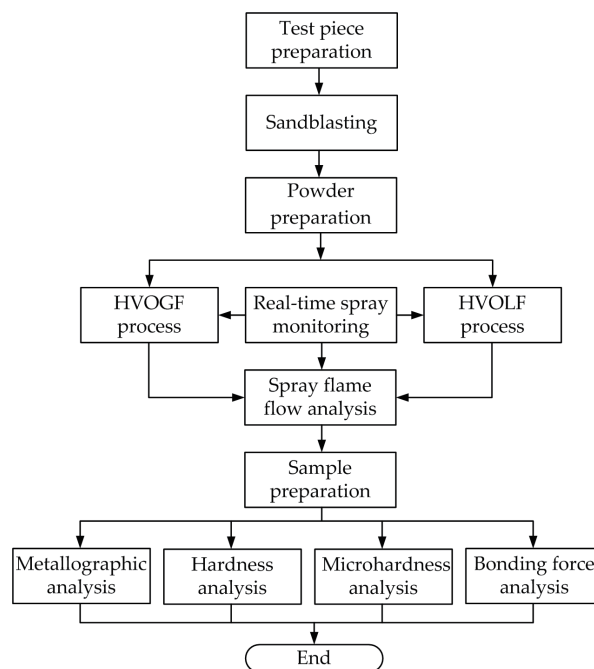 Test piece
preparation
Sandblasting
Powder
preparation
HVOGF
process
Real-time spray
monitoring
HVOLF
process
Spray flame
flow analysis
Sample
preparation
Metallographic
analysis
Hardness
analysis
Microhardness
analysis
Bonding force
analysis
End